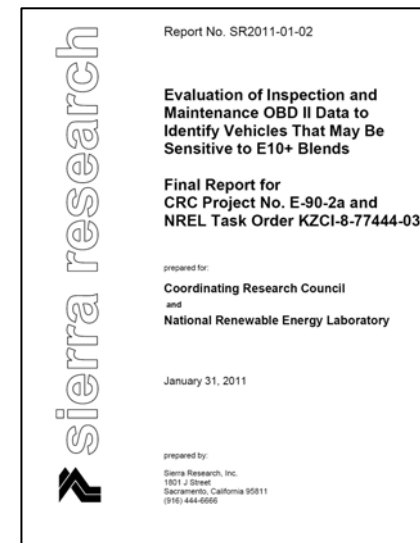 Report No. SR2011-01-02
sierra research
Evaluation of Inspection and
Maintenance OBD II Data to
Identify Vehicles That May Be
Sensitive to E10+ Blends
Final Report for
CRC Project No. E-90-2a and
NREL Task Order KZCI-8-77444-03
prepared for:
Coordinating Research Council
and
National Renewable Energy Laboratory
January 31, 2011
prepared by:
Sierra Research, Inc.
1801 J Street
Sacramento, California 95811
(916) 444-6666